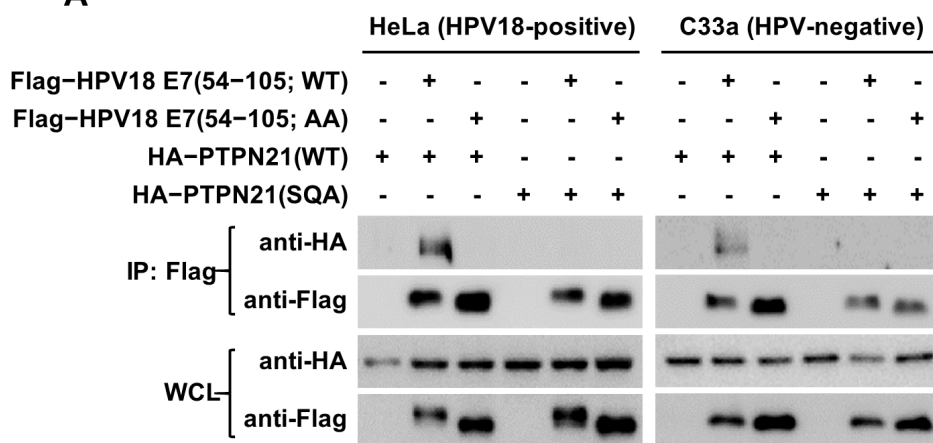 A
HeLa (HPV18-positive) C33a (HPV-negative)
Flag−HPV18 E7(54−105; WT) - + - - + - - + - - + -
Flag−HPV18 E7(54−105; AA) - - + - - + - - + - - +
HA−PTPN21(WT) + + + - - - + + + - - -
HA−PTPN21(SQA) - - - + + + - - - + + +
anti-HA
IP: Flag
anti-Flag
anti-HA
WCL
anti-Flag